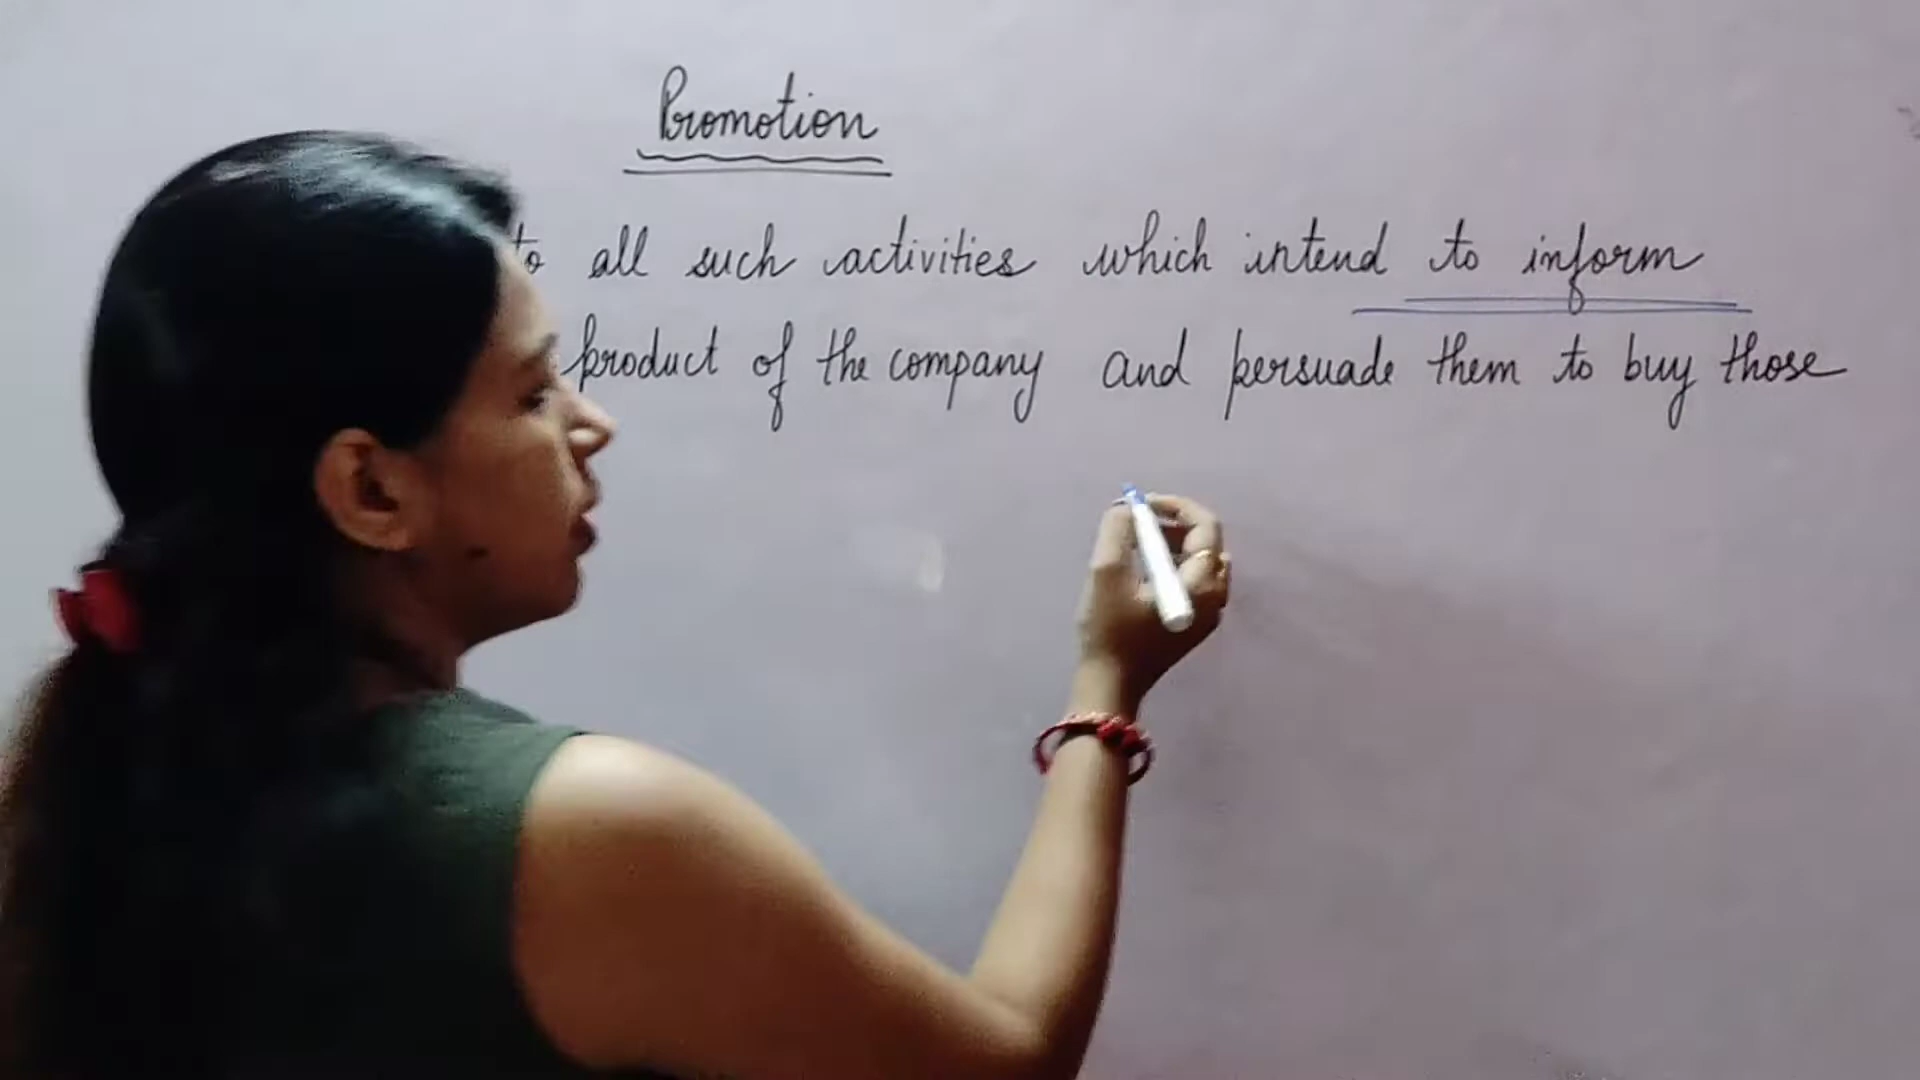 Promotion
to all such activities which intend to inform
product of the company and persuade them to buy those